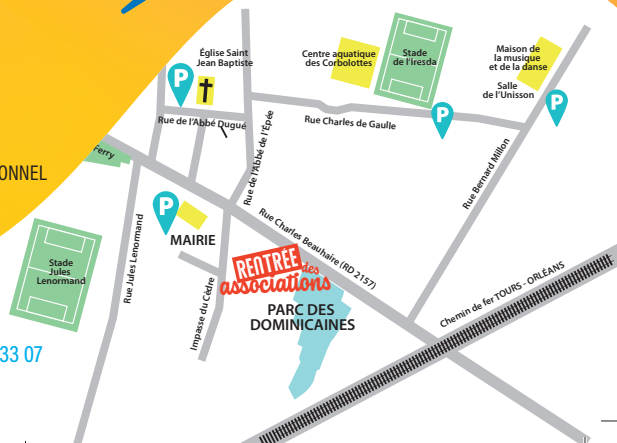 Église Saint
Jean Baptiste
Centre aquatique
des Corbolottes
Stade
de l'iresda
Maison de
la musique
et de la danse
Salle
de l'Unisson
P
P
P
Rue de l'Abbé Dugué
Rue de l'Abbé de l'Épée
Rue Charles de Gaulle
Rue Bernard Millon
Ferry
ONNEL
P
MAIRIE
Rue Jules Lenormand
Rue Charles Beauhaire (RD 2157)
Stade
Jules
Lenormand
Impasse du Cèdre
RENTRÉE
des
associations
PARC DES
DOMINICAINES
Chemin de fer TOURS - ORLÉANS
33 07